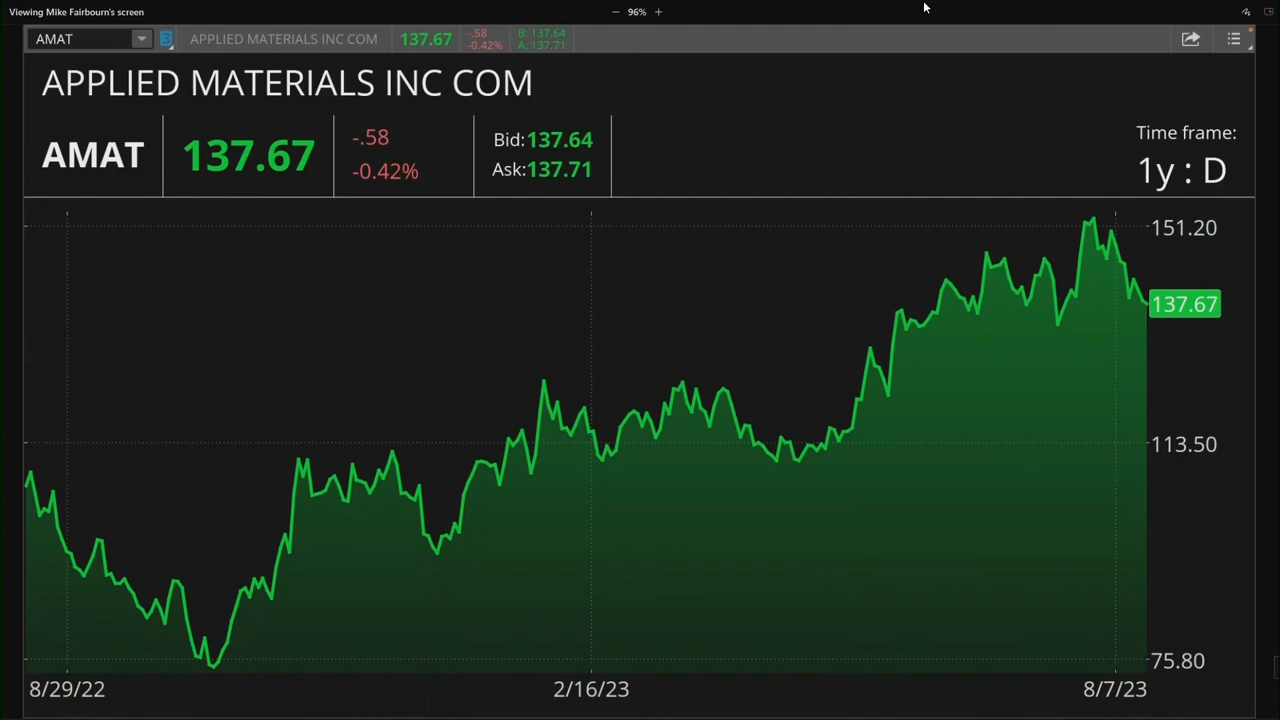 Viewing Mike Fairbourn's screen
− 96% +
AMAT 3 APPLIED MATERIALS INC COM 137.67 -.58 -0.42% B: 137.64 A: 137.71
APPLIED MATERIALS INC COM
AMAT 137.67
-.58
-0.42%
Bid:137.64
Ask:137.71
Time frame:
1y : D
151.20
137.67
113.50
75.80
8/29/22 2/16/23 8/7/23